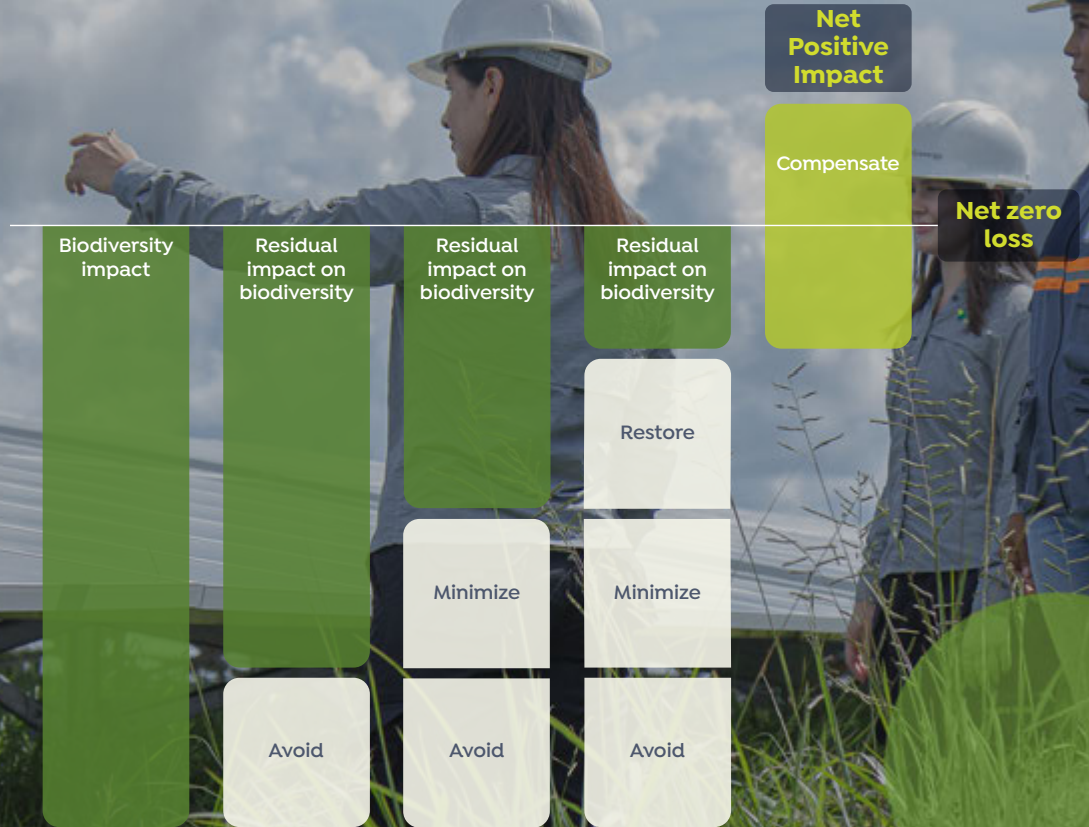 Net
Positive
Impact
Compensate
Net zero
loss
Biodiversity
impact
Residual
impact on
biodiversity
Residual
impact on
biodiversity
Residual
impact on
biodiversity
Restore
Minimize
Minimize
Avoid
Avoid
Avoid